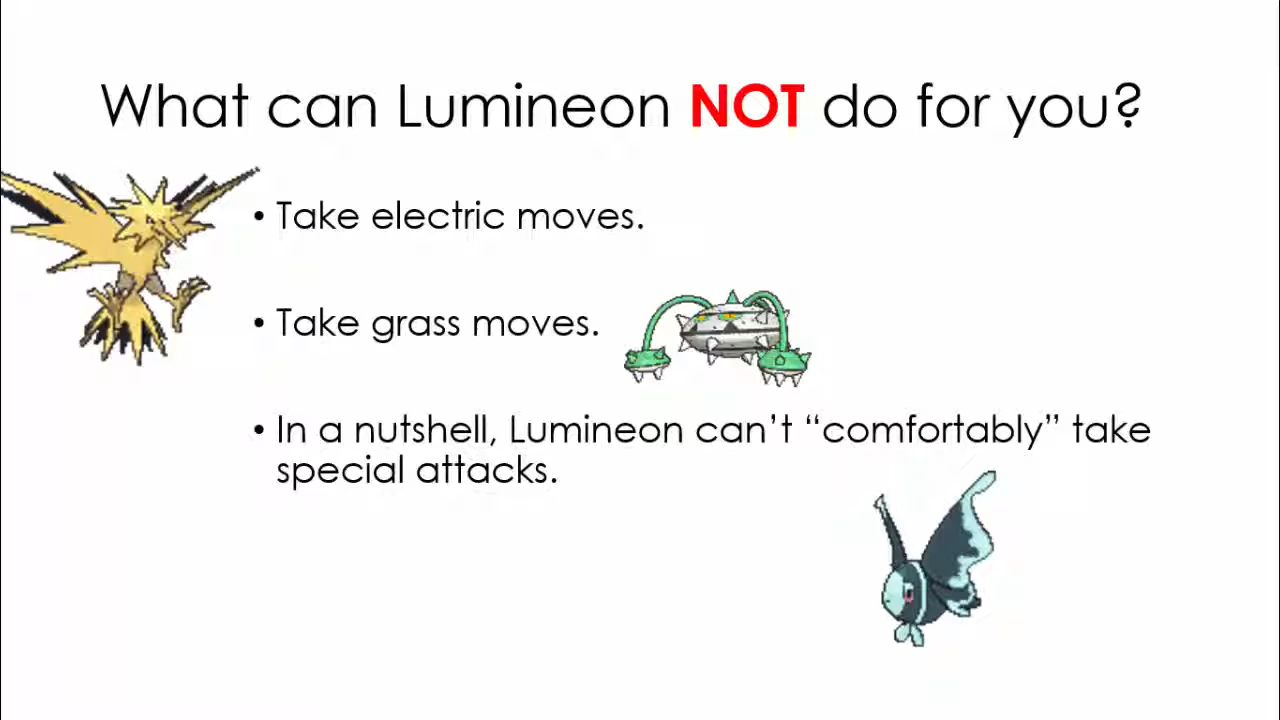 What can Lumineon NOT do for you?
• Take electric moves.
• Take grass moves.
• In a nutshell, Lumineon can’t “comfortably” take
special attacks.